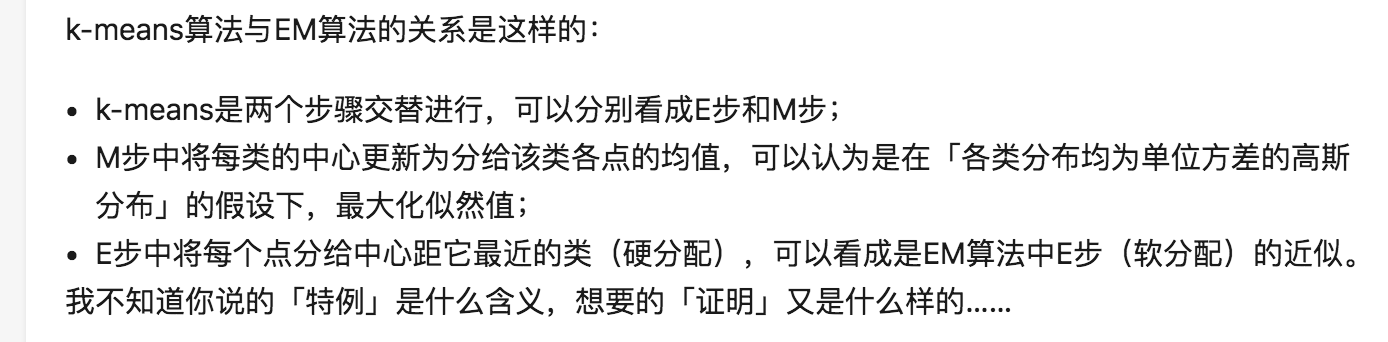 k-means算法与EM算法的关系是这样的：
• k-means是两个步骤交替进行，可以分别看成E步和M步；
• M步中将每类的中心更新为分给该类各点的均值，可以认为是在「各类分布均为单位方差的高斯
分布」的假设下，最大化似然值；
• E步中将每个点分给中心距它最近的类（硬分配），可以看成是EM算法中E步（软分配）的近似。
我不知道你说的「特例」是什么含义，想要的「证明」又是什么样的……